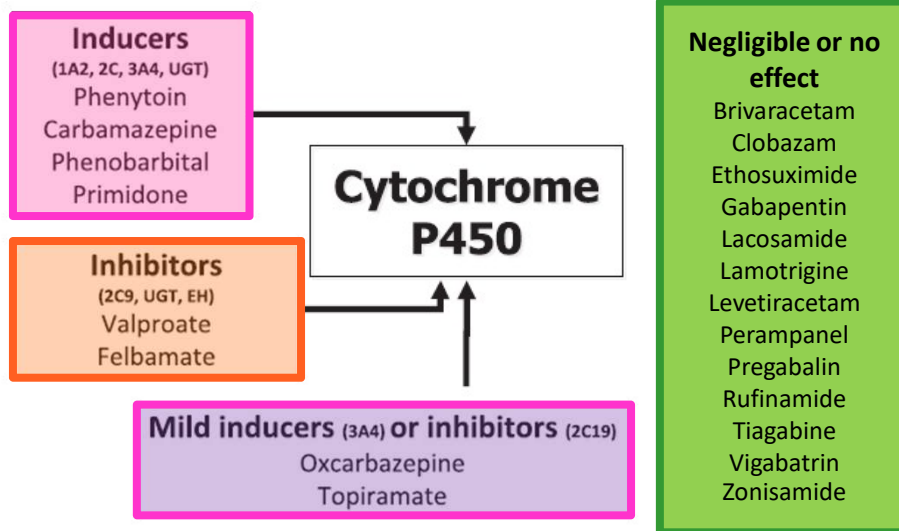 Inducers
(1A2, 2C, 3A4, UGT)
Phenytoin
Carbamazepine
Phenobarbital
Primidone
Cytochrome
P450
Inhibitors
(2C9, UGT, EH)
Valproate
Felbamate
Mild inducers (3A4) or inhibitors (2C19)
Oxcarbazepine
Topiramate
Negligible or no
effect
Brivaracetam
Clobazam
Ethosuximide
Gabapentin
Lacosamide
Lamotrigine
Levetiracetam
Perampanel
Pregabalin
Rufinamide
Tiagabine
Vigabatrin
Zonisamide